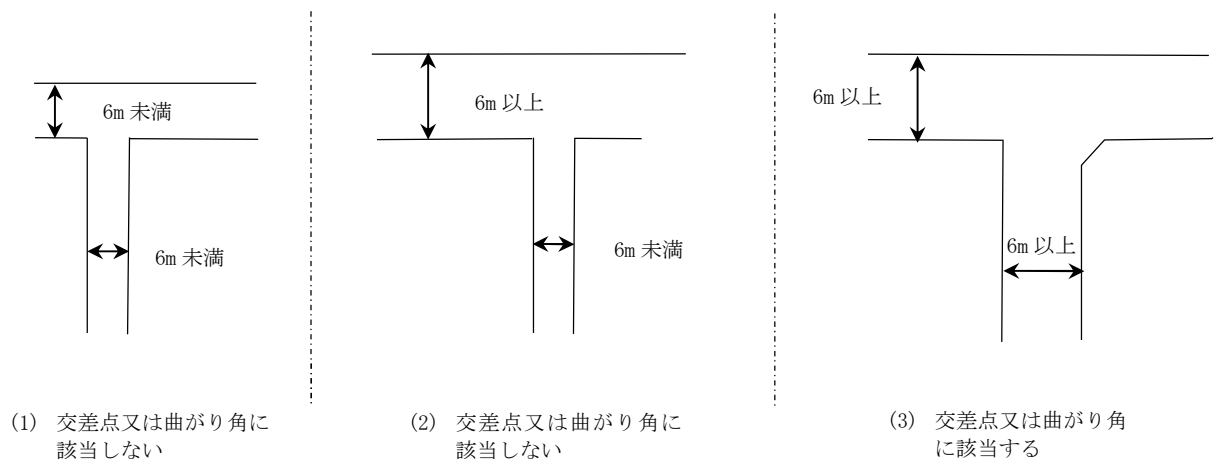 6m 未満
6m 未満
(1) 交差点又は曲がり角に
該当しない
6m 以上
6m 未満
(2) 交差点又は曲がり角に
該当しない
6m 以上
6m 以上
(3) 交差点又は曲がり角
に該当する